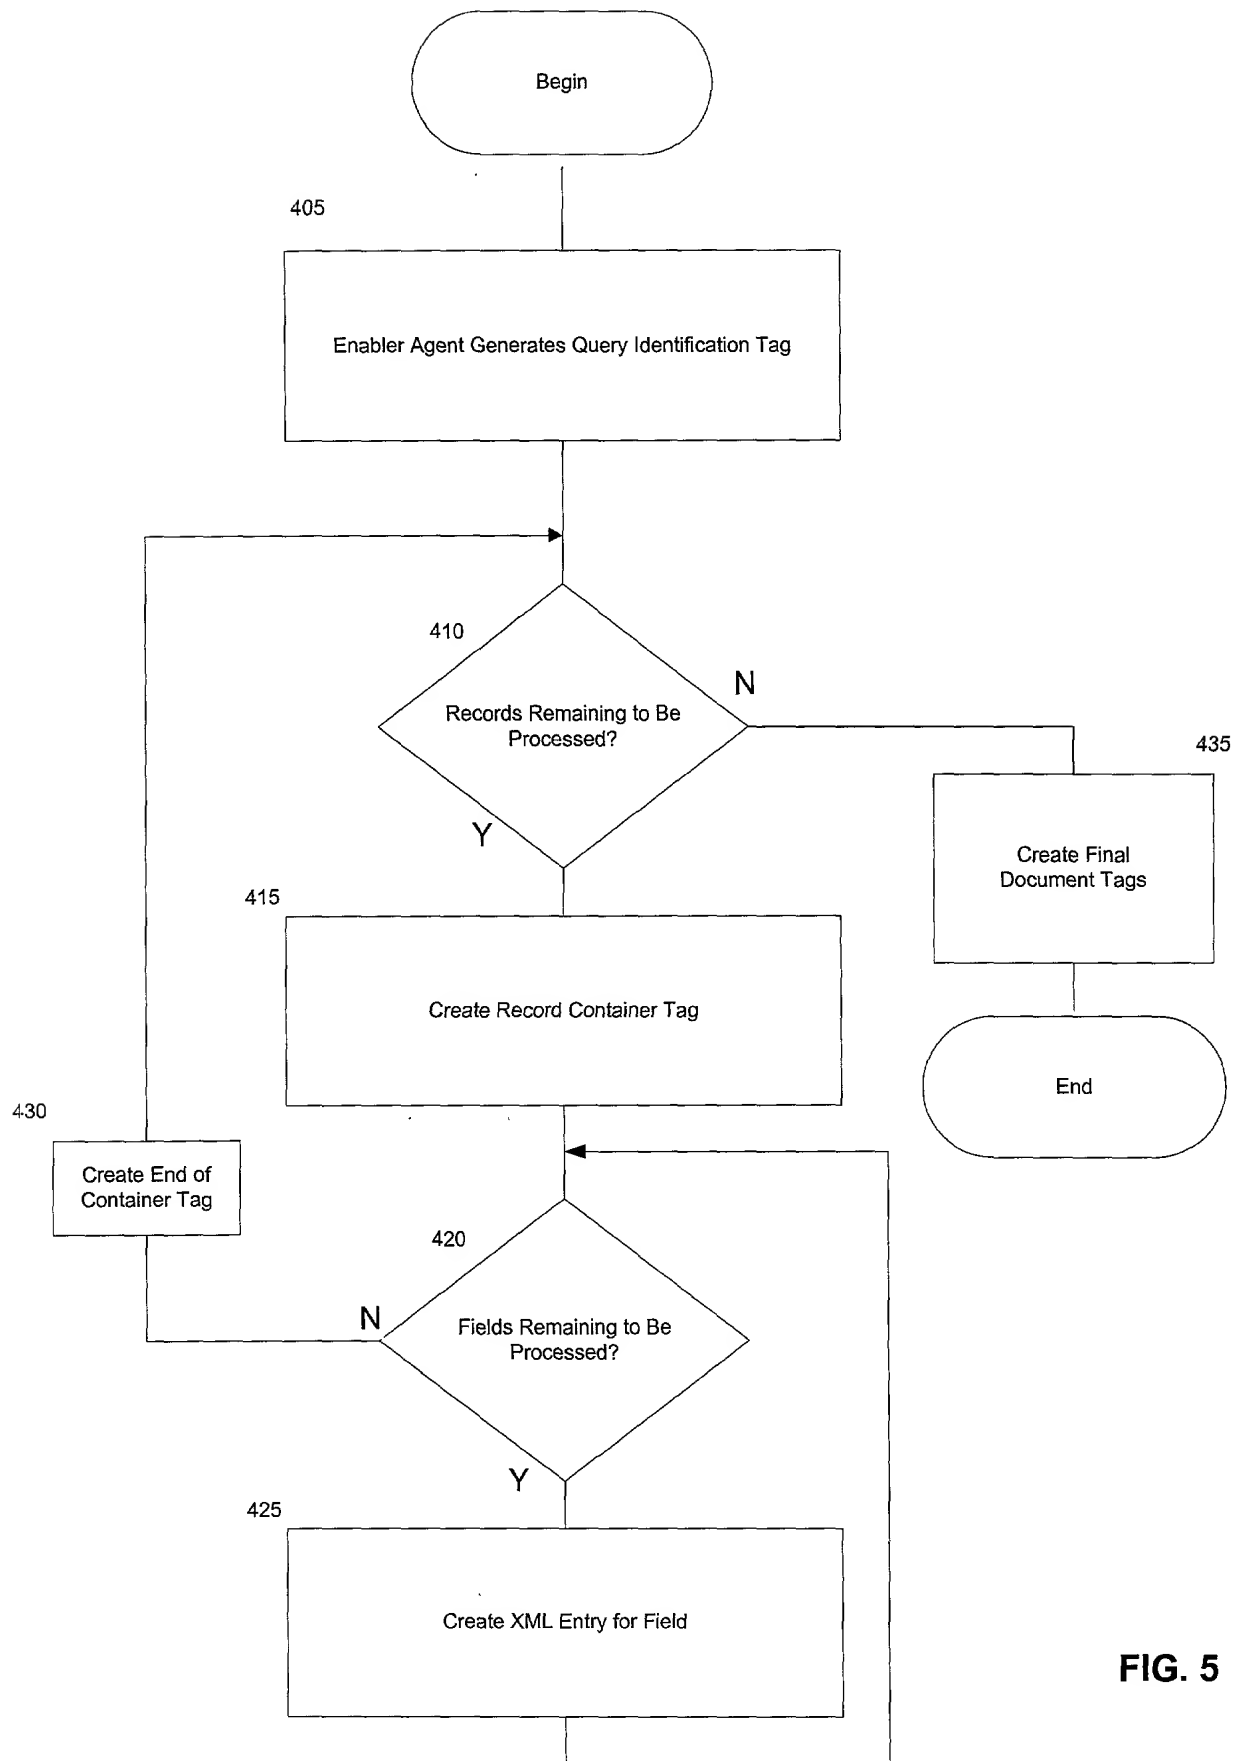 Begin
405
Enabler Agent Generates Query Identification Tag
410
N
Records Remaining to Be
Processed?
435
Y
Create Final
Document Tags
415
Create Record Container Tag
End
430
Create End of
Container Tag
420
N
Fields Remaining to Be
Processed?
Y
425
Create XML Entry for Field
FIG. 5